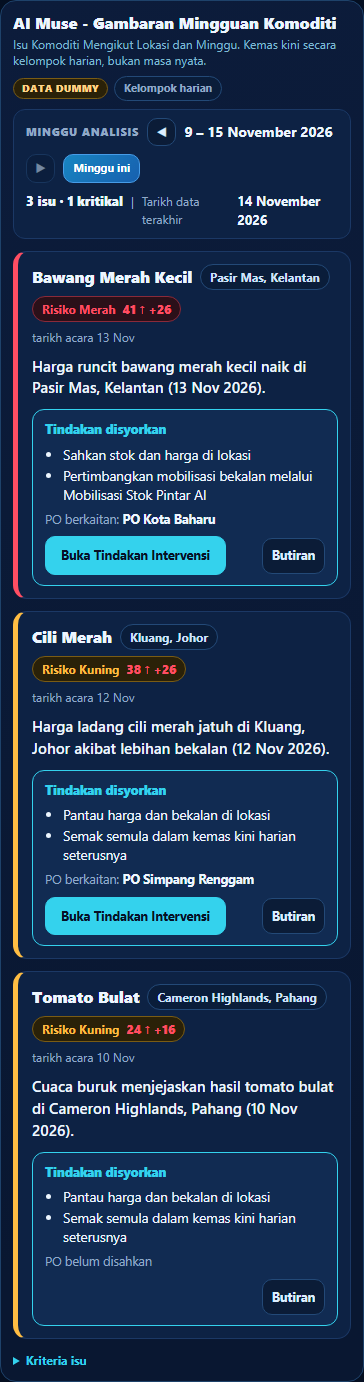 AI Muse - Gambaran Mingguan Komoditi
Isu Komoditi Mengikut Lokasi dan Minggu. Kemas kini secara
kelompok harian, bukan masa nyata.
DATA DUMMY
Kelompok harian
MINGGU ANALISIS ◀ 9 – 15 November 2026
▶ Minggu ini
3 isu · 1 kritikal | Tarikh data terakhir 14 November 2026
Bawang Merah Kecil Pasir Mas, Kelantan
Risiko Merah 41 ↑ +26
tarikh acara 13 Nov
Harga runcit bawang merah kecil naik di
Pasir Mas, Kelantan (13 Nov 2026).
Tindakan disyorkan
• Sahkan stok dan harga di lokasi
• Pertimbangkan mobilisasi bekalan melalui
Mobilisasi Stok Pintar AI
PO berkaitan: PO Kota Baharu
Buka Tindakan Intervensi Butiran
Cili Merah Kluang, Johor
Risiko Kuning 38 ↑ +26
tarikh acara 12 Nov
Harga ladang cili merah jatuh di Kluang,
Johor akibat lebihan bekalan (12 Nov 2026).
Tindakan disyorkan
• Pantau harga dan bekalan di lokasi
• Semak semula dalam kemas kini harian
seterusnya
PO berkaitan: PO Simpang Renggam
Buka Tindakan Intervensi Butiran
Tomato Bulat Cameron Highlands, Pahang
Risiko Kuning 24 ↑ +16
tarikh acara 10 Nov
Cuaca buruk menjejaskan hasil tomato bulat
di Cameron Highlands, Pahang (10 Nov
2026).
Tindakan disyorkan
• Pantau harga dan bekalan di lokasi
• Semak semula dalam kemas kini harian
seterusnya
PO belum disahkan
Butiran
▶ Kriteria isu